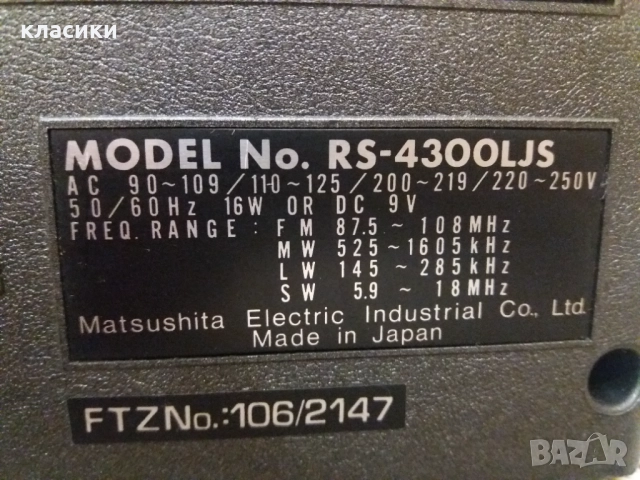 класики
MODEL No. RS-4300LJS
AC 90~109/110~125/200~219/220~250V
50/60Hz 16W OR DC 9V
FREQ. RANGE : FM 87.5 ~ 108MHz
MW 525 ~ 1605kHz
LW 145 ~ 285kHz
SW 5.9 ~ 18MHz
Matsushita Electric Industrial Co., Ltd.
Made in Japan
FTZNo.:106/2147
BAZAR